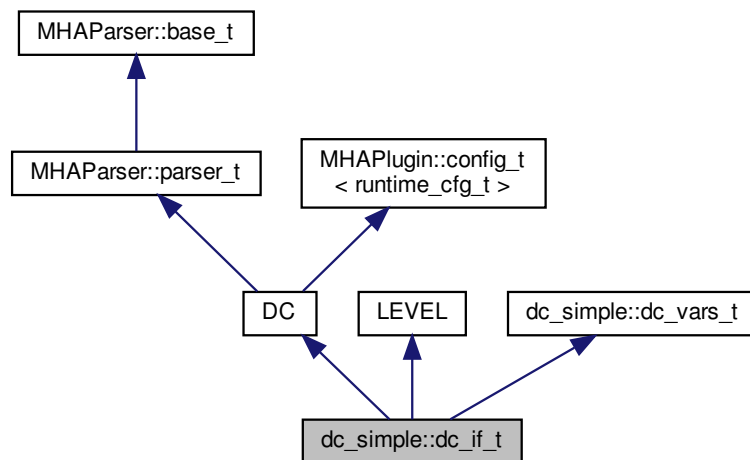 MHAParser::base_t
MHAParser::parser_t
MHAPlugin::config_t
< runtime_cfg_t >
DC
LEVEL
dc_simple::dc_vars_t
dc_simple::dc_if_t